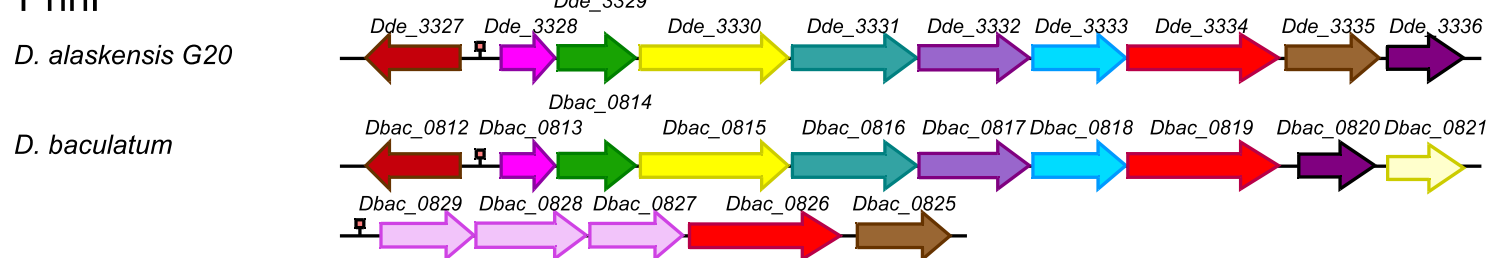 Dde_3329
Dde_3327 Dde_3328 Dde_3330 Dde_3331 Dde_3332 Dde_3333 Dde_3334 Dde_3335 Dde_3336
D. alaskensis G20
Dbac_0814
Dbac_0812 Dbac_0813 Dbac_0815 Dbac_0816 Dbac_0817 Dbac_0818 Dbac_0819 Dbac_0820 Dbac_0821
D. baculatum
Dbac_0829 Dbac_0828 Dbac_0827 Dbac_0826 Dbac_0825